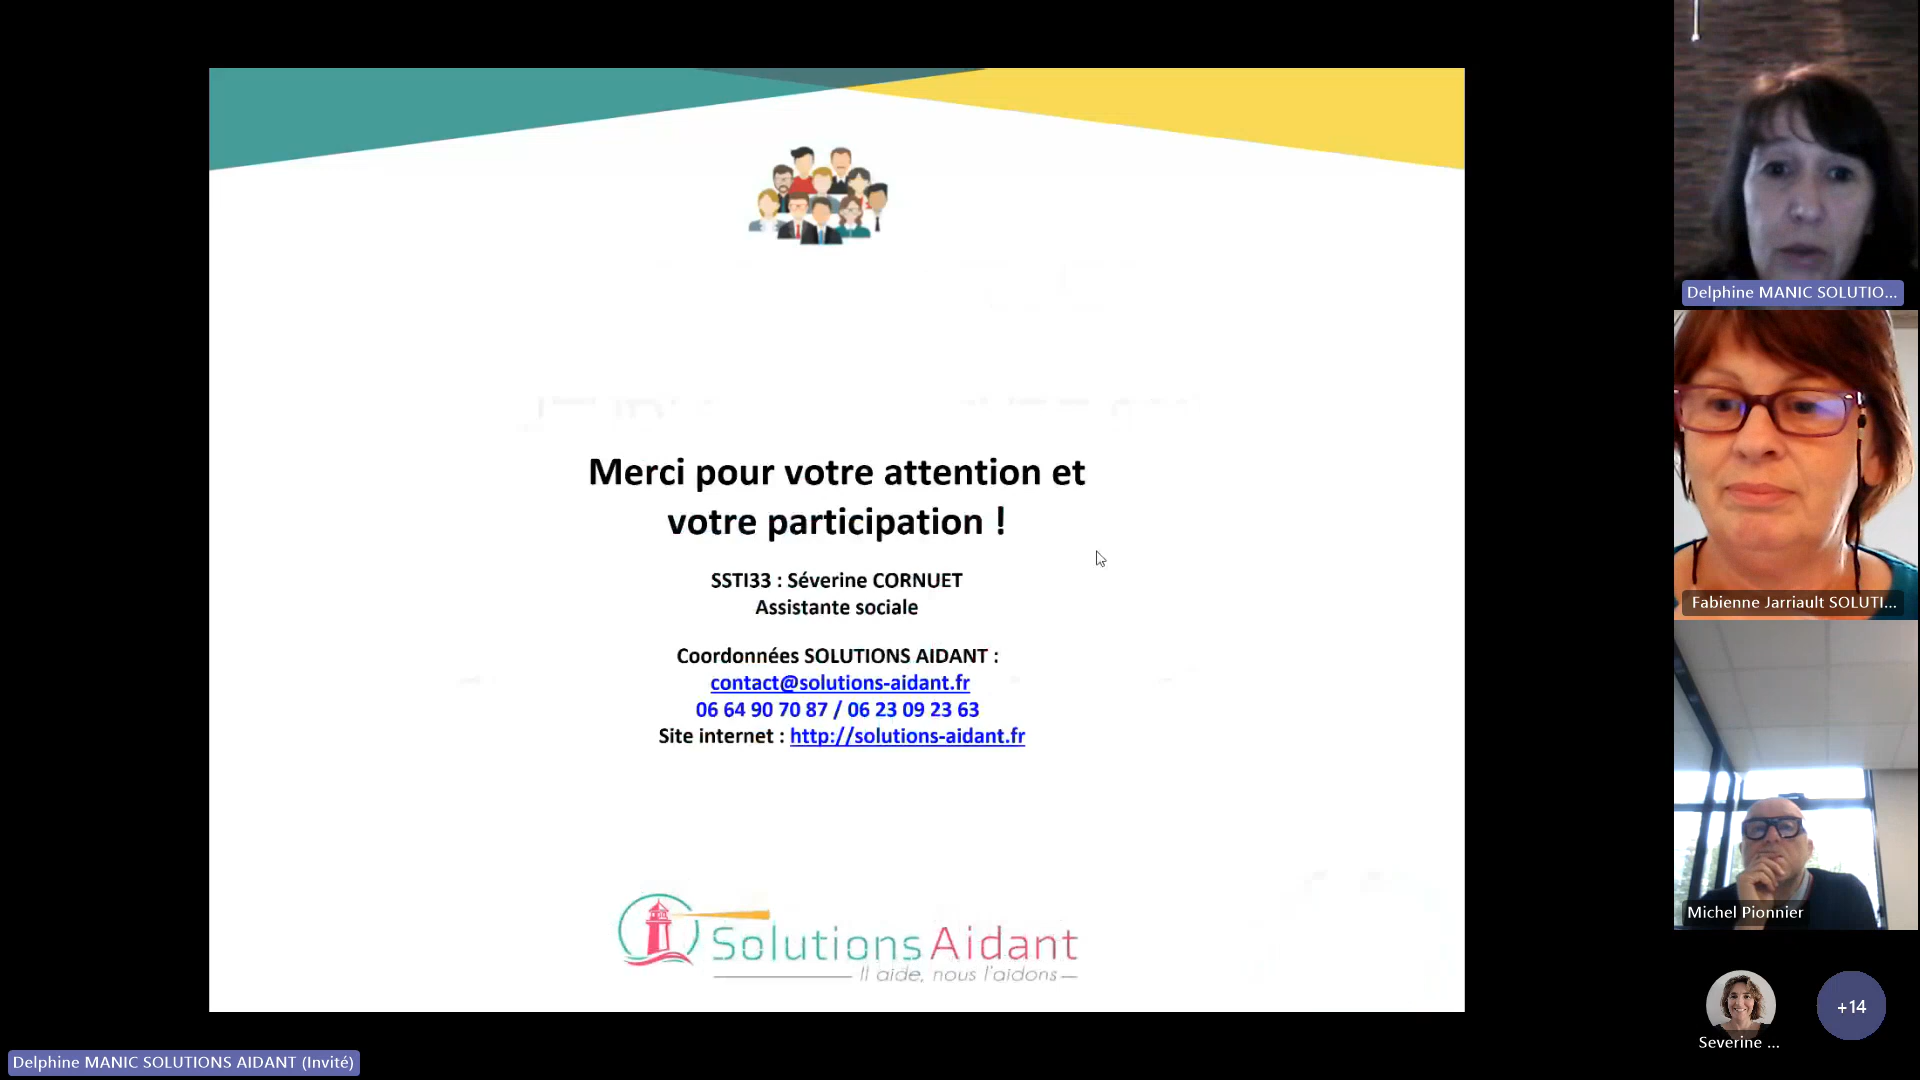 Merci pour votre attention et
votre participation !
SSTI33 : Séverine CORNUET
Assistante sociale
Coordonnées SOLUTIONS AIDANT :
contact@solutions-aidant.fr
06 64 90 70 87 / 06 23 09 23 63
Site internet : http://solutions-aidant.fr
Solutions Aidant
Il aide, nous l'aidons
Delphine MANIC SOLUTIO...
Fabienne Jarriault SOLUTI...
Michel Pionnier
Severine ...
+14
Delphine MANIC SOLUTIONS AIDANT (Invité)